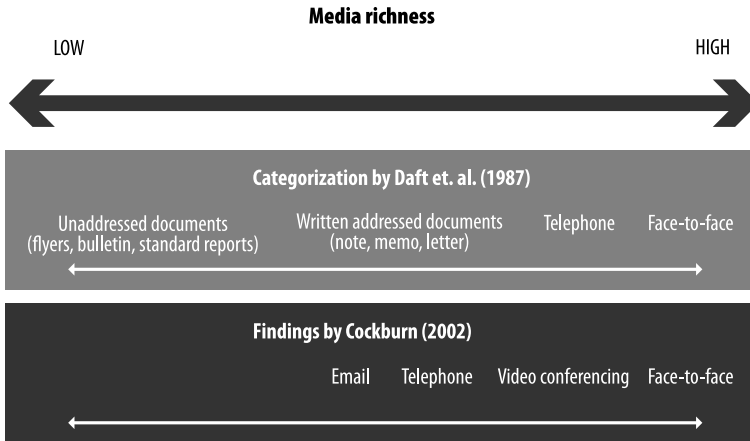 Media richness
LOW HIGH
Categorization by Daft et. al. (1987)
Unaddressed documents
(flyers, bulletin, standard reports)
Written addressed documents
(note, memo, letter)
Telephone
Face-to-face
Findings by Cockburn (2002)
Email Telephone Video conferencing Face-to-face